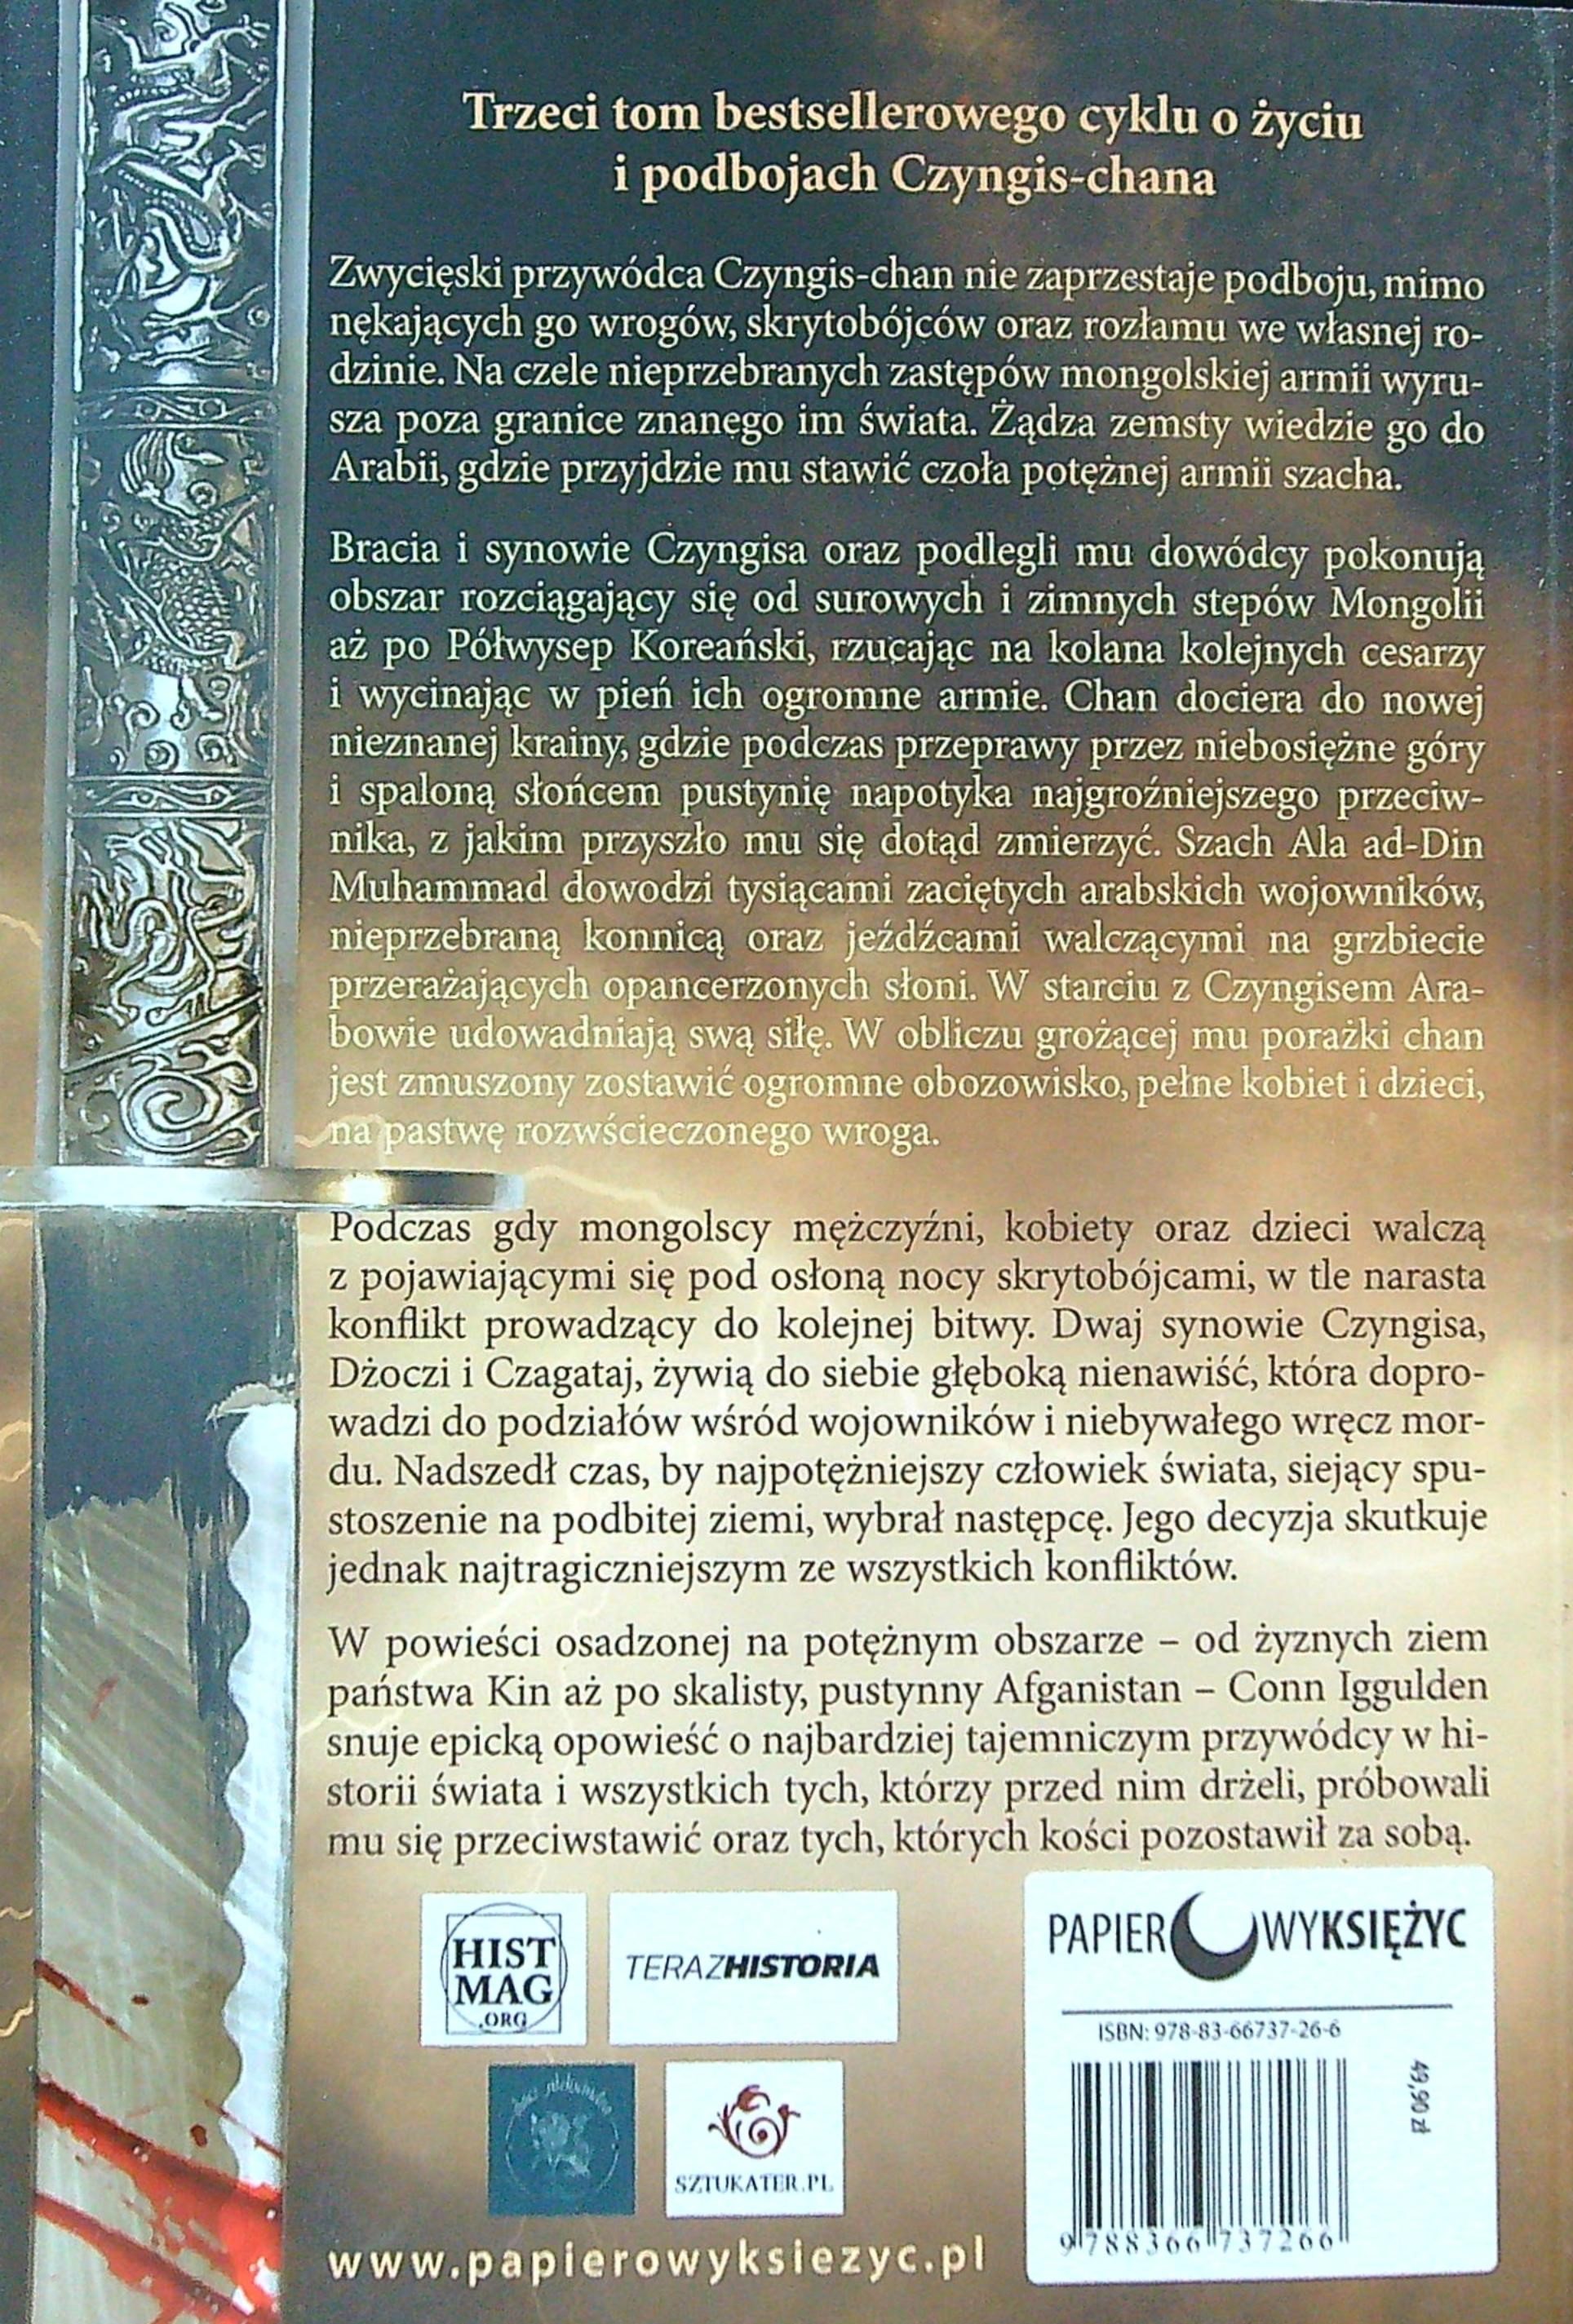 Trzeci tom bestsellerowego cyklu o życiu
i podbojach Czyngis-chana
Zwycięski przywódca Czyngis-chan nie zaprzestaje podboju, mimo
nękających go wrogów, skrytobójców oraz rozłamu we własnej ro-
dzinie. Na czele nieprzebranych zastępów mongolskiej armii wyru-
sza poza granice znanego im świata. Żądza zemsty wiedzie go do
Arabii, gdzie przyjdzie mu stawić czoła potężnej armii szacha.
Bracia i synowie Czyngisa oraz podlegli mu dowódcy pokonują
obszar rozciągający się od surowych i zimnych stepów Mongolii
aż po Półwysep Koreański, rzucając na kolana kolejnych cesarzy
i wycinając w pień ich ogromne armie. Chan dociera do nowej
nieznanej krainy, gdzie podczas przeprawy przez niebosiężne góry
i spaloną słońcem pustynię napotyka najgroźniejszego przeciw-
nika, z jakim przyszło mu się dotąd zmierzyć. Szach Ala ad-Din
Muhammad dowodzi tysiącami zaciętych arabskich wojowników,
nieprzebraną konnicą oraz jeźdźcami walczącymi na grzbiecie
przerażających opancerzonych słoni. W starciu z Czyngisem Ara-
bowie udowadniają swą siłę. W obliczu grożącej mu porażki chan
jest zmuszony zostawić ogromne obozowisko, pełne kobiet i dzieci,
na pastwę rozwścieczonego wroga.
Podczas gdy mongolscy mężczyźni, kobiety oraz dzieci walczą
z pojawiającymi się pod osłoną nocy skrytobójcami, w tle narasta
konflikt prowadzący do kolejnej bitwy. Dwaj synowie Czyngisa,
Dżoczi i Czagataj, żywią do siebie głęboką nienawiść, która dopro-
wadzi do podziałów wśród wojowników i niebywałego wręcz mor-
du. Nadszedł czas, by najpotężniejszy człowiek świata, siejący spu-
stoszenie na podbitej ziemi, wybrał następcę. Jego decyzja skutkuje
jednak najtragiczniejszym ze wszystkich konfliktów.
W powieści osadzonej na potężnym obszarze – od żyznych ziem
państwa Kin aż po skalisty, pustynny Afganistan – Conn Iggulden
snuje epicką opowieść o najbardziej tajemniczym przywódcy w hi-
storii świata i wszystkich tych, którzy przed nim drżeli, próbowali
mu się przeciwstawić oraz tych, których kości pozostawił za sobą.
HIST
MAG
.ORG
TERAZHISTORIA
SZTUKATER.PL
www.papierowyksiezyc.pl
PAPIEROWYKSIĘŻYC
ISBN: 978-83-66737-26-6
49,90 zł
9788366737266